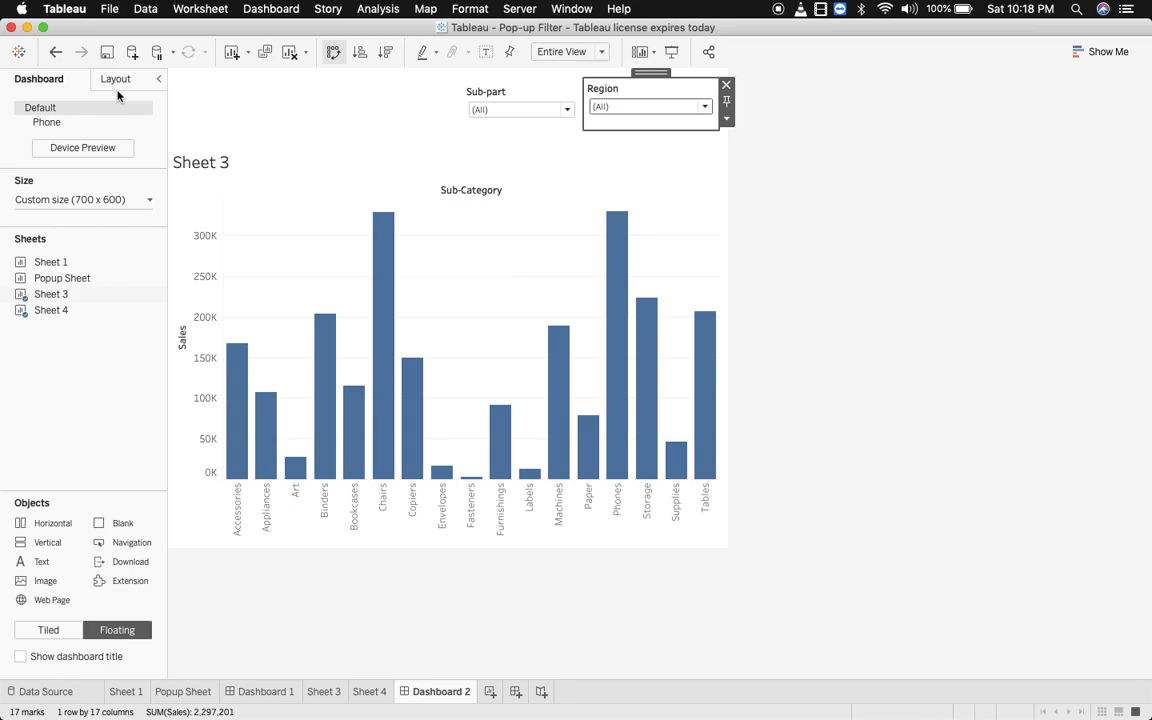 Tableau File Data Worksheet Dashboard Story Analysis Map Format Server Window Help 100% Sat 10:18 PM
Tableau - Pop-up Filter - Tableau license expires today
Entire View
Show Me
Dashboard Layout
Default
Phone
Device Preview
Size
Custom size (700 x 600)
Sheets
Sheet 1
Popup Sheet
Sheet 3
Sheet 4
Objects
Horizontal Blank
Vertical Navigation
Text Download
Image Extension
Web Page
Tiled Floating
Show dashboard title
Sub-part
(All)
Region
(All)
Sheet 3
Sub-Category
300K
250K
200K
150K
100K
50K
0K
Sales
Accessories
Appliances
Art
Binders
Bookcases
Chairs
Copiers
Envelopes
Fasteners
Furnishings
Labels
Machines
Paper
Phones
Storage
Supplies
Tables
Data Source Sheet 1 Popup Sheet Dashboard 1 Sheet 3 Sheet 4 Dashboard 2
17 marks 1 row by 17 columns SUM(Sales): 2,297,201